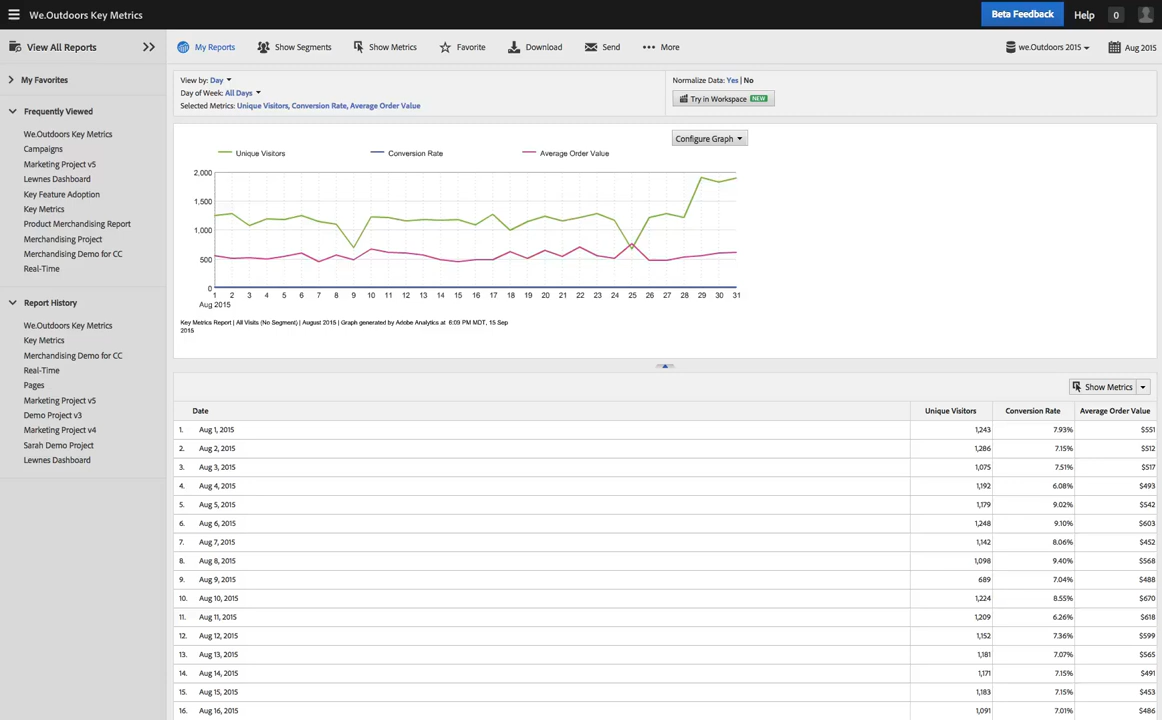 We.Outdoors Key Metrics
Beta Feedback
Help
0
View All Reports
My Reports
Show Segments
Show Metrics
Favorite
Download
Send
More
we.Outdoors 2015
Aug 2015
My Favorites
Frequently Viewed
We.Outdoors Key Metrics
Campaigns
Marketing Project v5
Lewnes Dashboard
Key Feature Adoption
Key Metrics
Product Merchandising Report
Merchandising Project
Merchandising Demo for CC
Real-Time
Report History
We.Outdoors Key Metrics
Key Metrics
Merchandising Demo for CC
Real-Time
Pages
Marketing Project v5
Demo Project v3
Marketing Project v4
Sarah Demo Project
Lewnes Dashboard
View by: Day
Day of Week: All Days
Selected Metrics: Unique Visitors, Conversion Rate, Average Order Value
Normalize Data: Yes | No
Try in Workspace NEW
Configure Graph
Unique Visitors
Conversion Rate
Average Order Value
2,000
1,500
1,000
500
0
1 2 3 4 5 6 7 8 9 10 11 12 13 14 15 16 17 18 19 20 21 22 23 24 25 26 27 28 29 30 31
Aug 2015
Key Metrics Report | All Visits (No Segment) | August 2015 | Graph generated by Adobe Analytics at 6:09 PM MDT, 15 Sep
2015
Show Metrics
Date Unique Visitors Conversion Rate Average Order Value
1. Aug 1, 2015 1,243 7.93% $551
2. Aug 2, 2015 1,286 7.15% $512
3. Aug 3, 2015 1,075 7.51% $517
4. Aug 4, 2015 1,192 6.08% $493
5. Aug 5, 2015 1,179 9.02% $542
6. Aug 6, 2015 1,248 9.10% $603
7. Aug 7, 2015 1,142 8.06% $452
8. Aug 8, 2015 1,098 9.40% $568
9. Aug 9, 2015 689 7.04% $488
10. Aug 10, 2015 1,224 8.55% $670
11. Aug 11, 2015 1,209 6.26% $618
12. Aug 12, 2015 1,152 7.36% $599
13. Aug 13, 2015 1,181 7.07% $565
14. Aug 14, 2015 1,171 7.15% $491
15. Aug 15, 2015 1,183 7.15% $453
16. Aug 16, 2015 1,091 7.01% $486